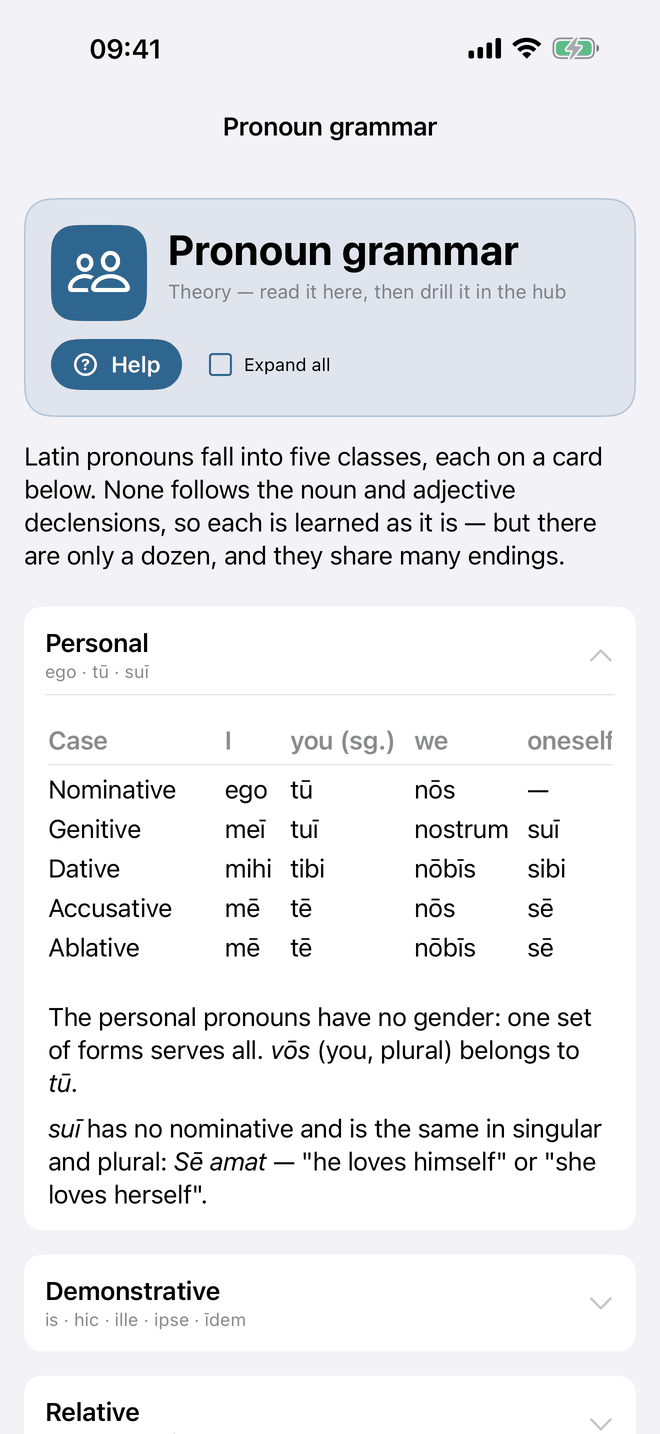 09:41
Pronoun grammar
Pronoun grammar
Theory — read it here, then drill it in the hub
Help
Expand all
Latin pronouns fall into five classes, each on a card
below. None follows the noun and adjective
declensions, so each is learned as it is — but there
are only a dozen, and they share many endings.
Personal
ego · tū · suī
Case I you (sg.) we oneself
Nominative ego tū nōs —
Genitive meī tuī nostrum suī
Dative mihi tibi nōbīs sibi
Accusative mē tē nōs sē
Ablative mē tē nōbīs sē
The personal pronouns have no gender: one set
of forms serves all. vōs (you, plural) belongs to
tū.
suī has no nominative and is the same in singular
and plural: Sē amat — "he loves himself" or "she
loves herself".
Demonstrative
is · hic · ille · ipse · īdem
Relative